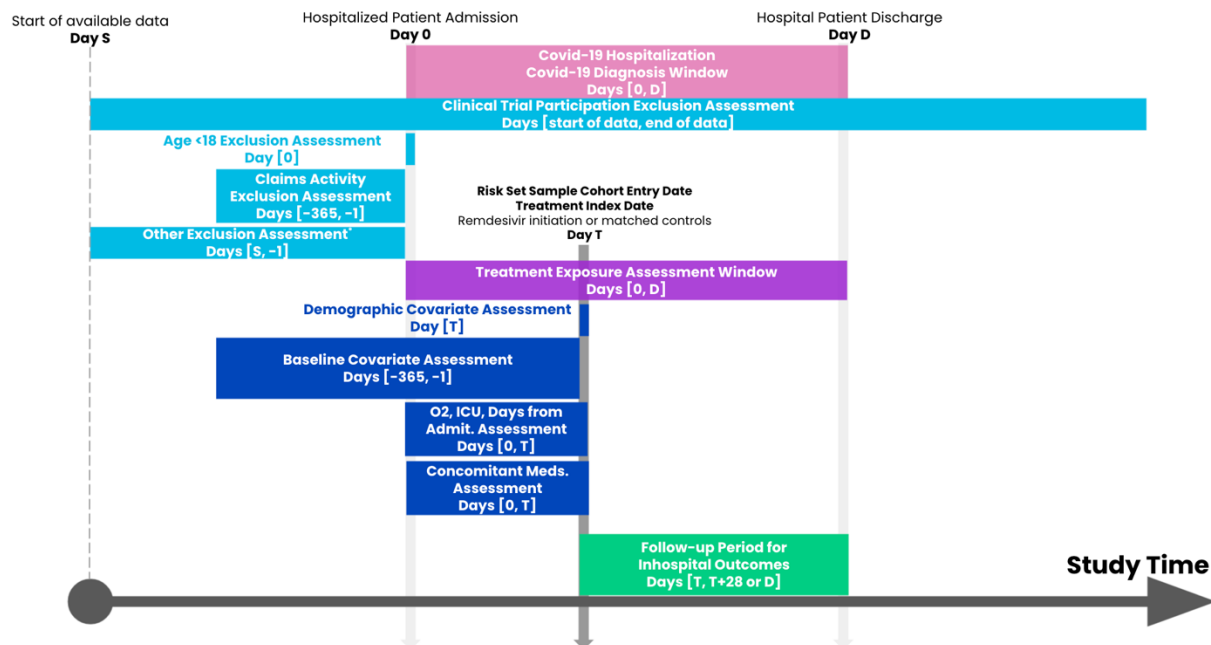 Start of available data
Day S
Hospitalized Patient Admission
Day 0
Hospital Patient Discharge
Day D
Covid-19 Hospitalization
Covid-19 Diagnosis Window
Days [0, D]
Clinical Trial Participation Exclusion Assessment
Days [start of data, end of data]
Age <18 Exclusion Assessment
Day [0]
Claims Activity
Exclusion Assessment
Days [-365, -1]
Risk Set Sample Cohort Entry Date
Treatment Index Date
Remdesivir initiation or matched controls
Day T
Other Exclusion Assessment*
Days [S, -1]
Treatment Exposure Assessment Window
Days [0, D]
Demographic Covariate Assessment
Day [T]
Baseline Covariate Assessment
Days [-365, -1]
O2, ICU, Days from
Admit. Assessment
Days [0, T]
Concomitant Meds.
Assessment
Days [0, T]
Follow-up Period for
Inhospital Outcomes
Days [T, T+28 or D]
Study Time